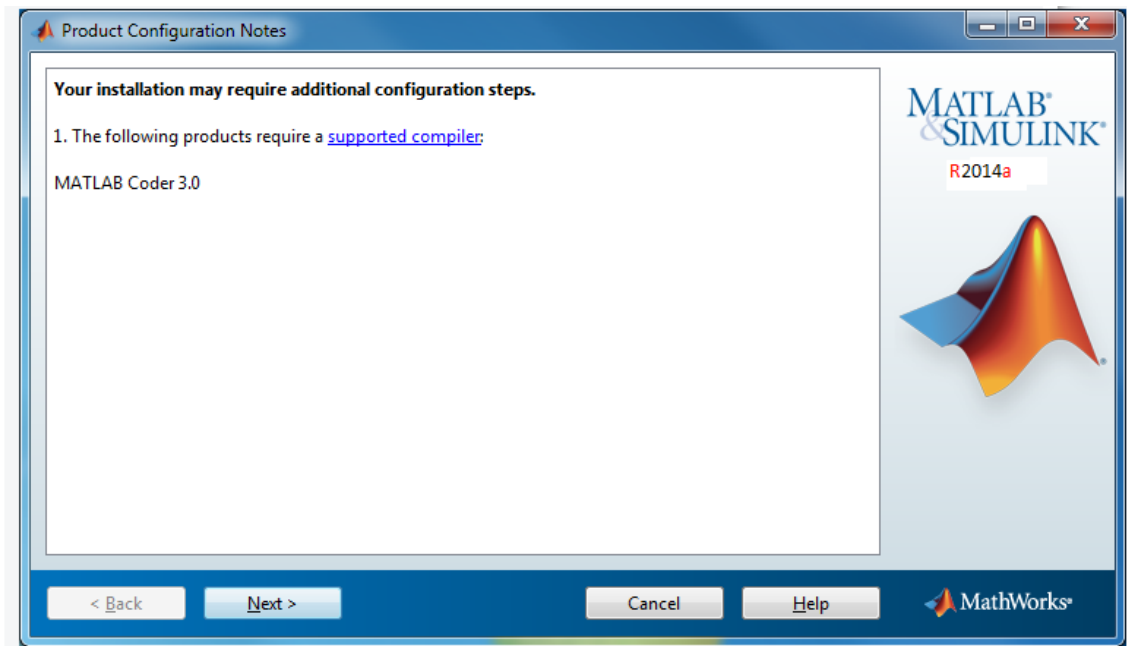 Product Configuration Notes
Your installation may require additional configuration steps.
1. The following products require a supported compiler:
MATLAB Coder 3.0
MATLAB®
&SIMULINK®
R2014a
< Back
Next >
Cancel
Help
MathWorks®